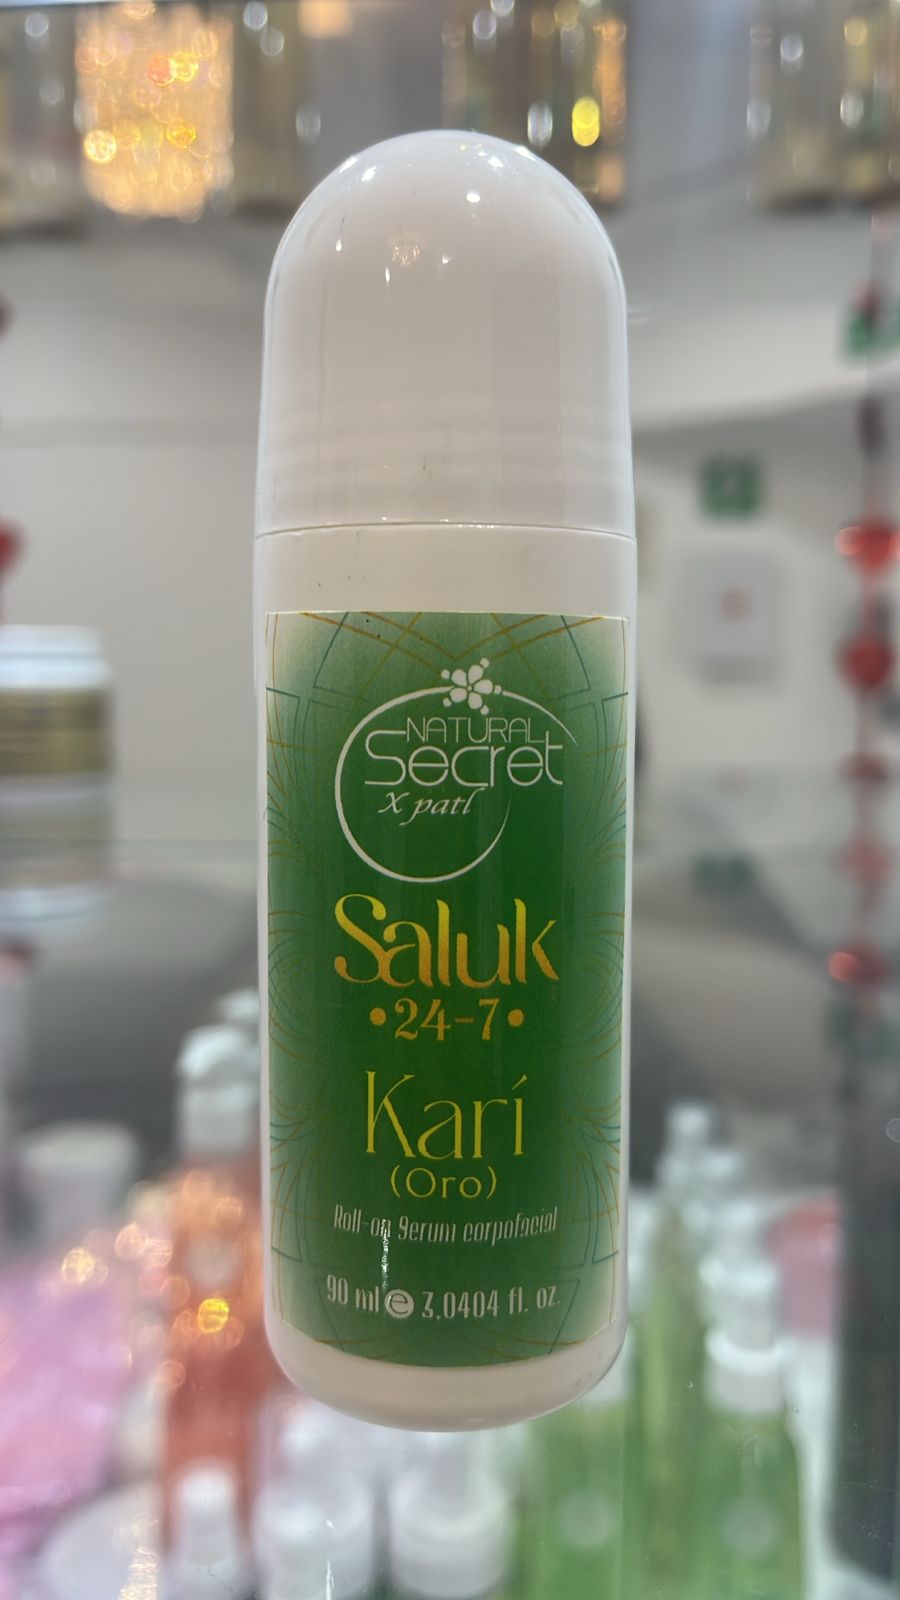 NATURAL
Secret
X patl
Saluk
•24-7•
Karí
(Oro)
Roll-on Serum corpofacial
90 ml e 3,0404 fl. oz.